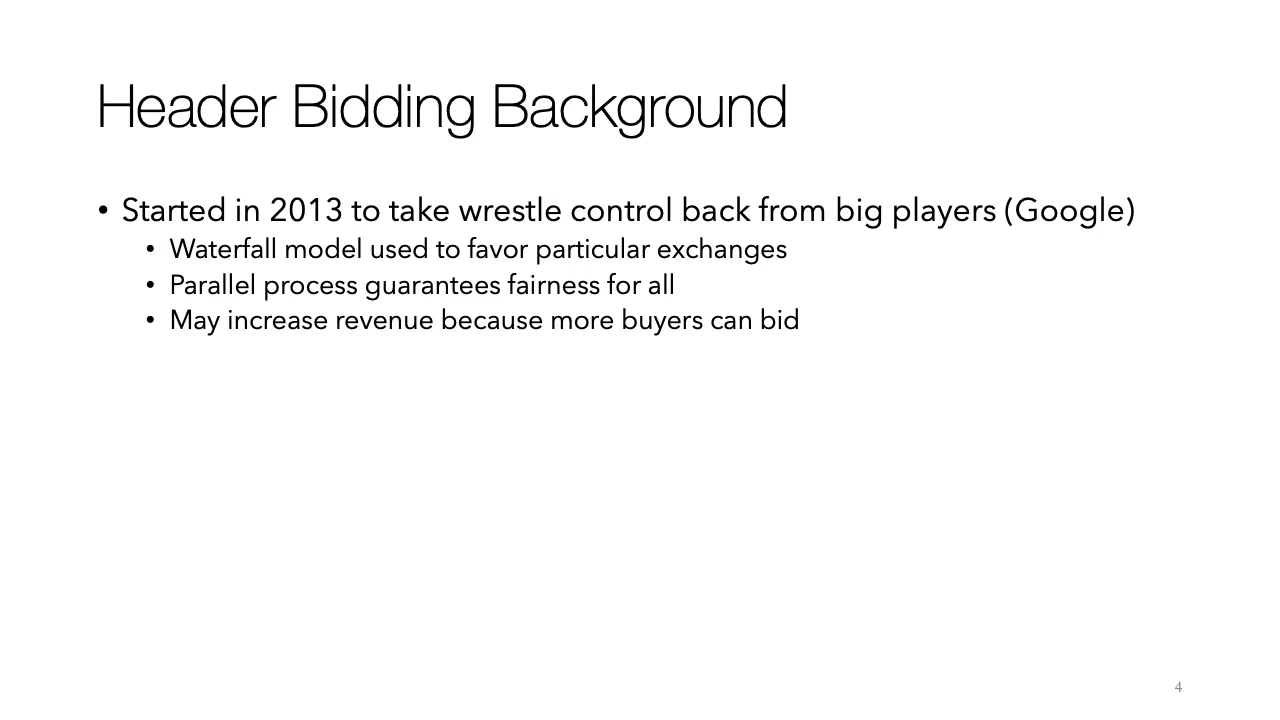 Header Bidding Background
• Started in 2013 to take wrestle control back from big players (Google)
• Waterfall model used to favor particular exchanges
• Parallel process guarantees fairness for all
• May increase revenue because more buyers can bid
4